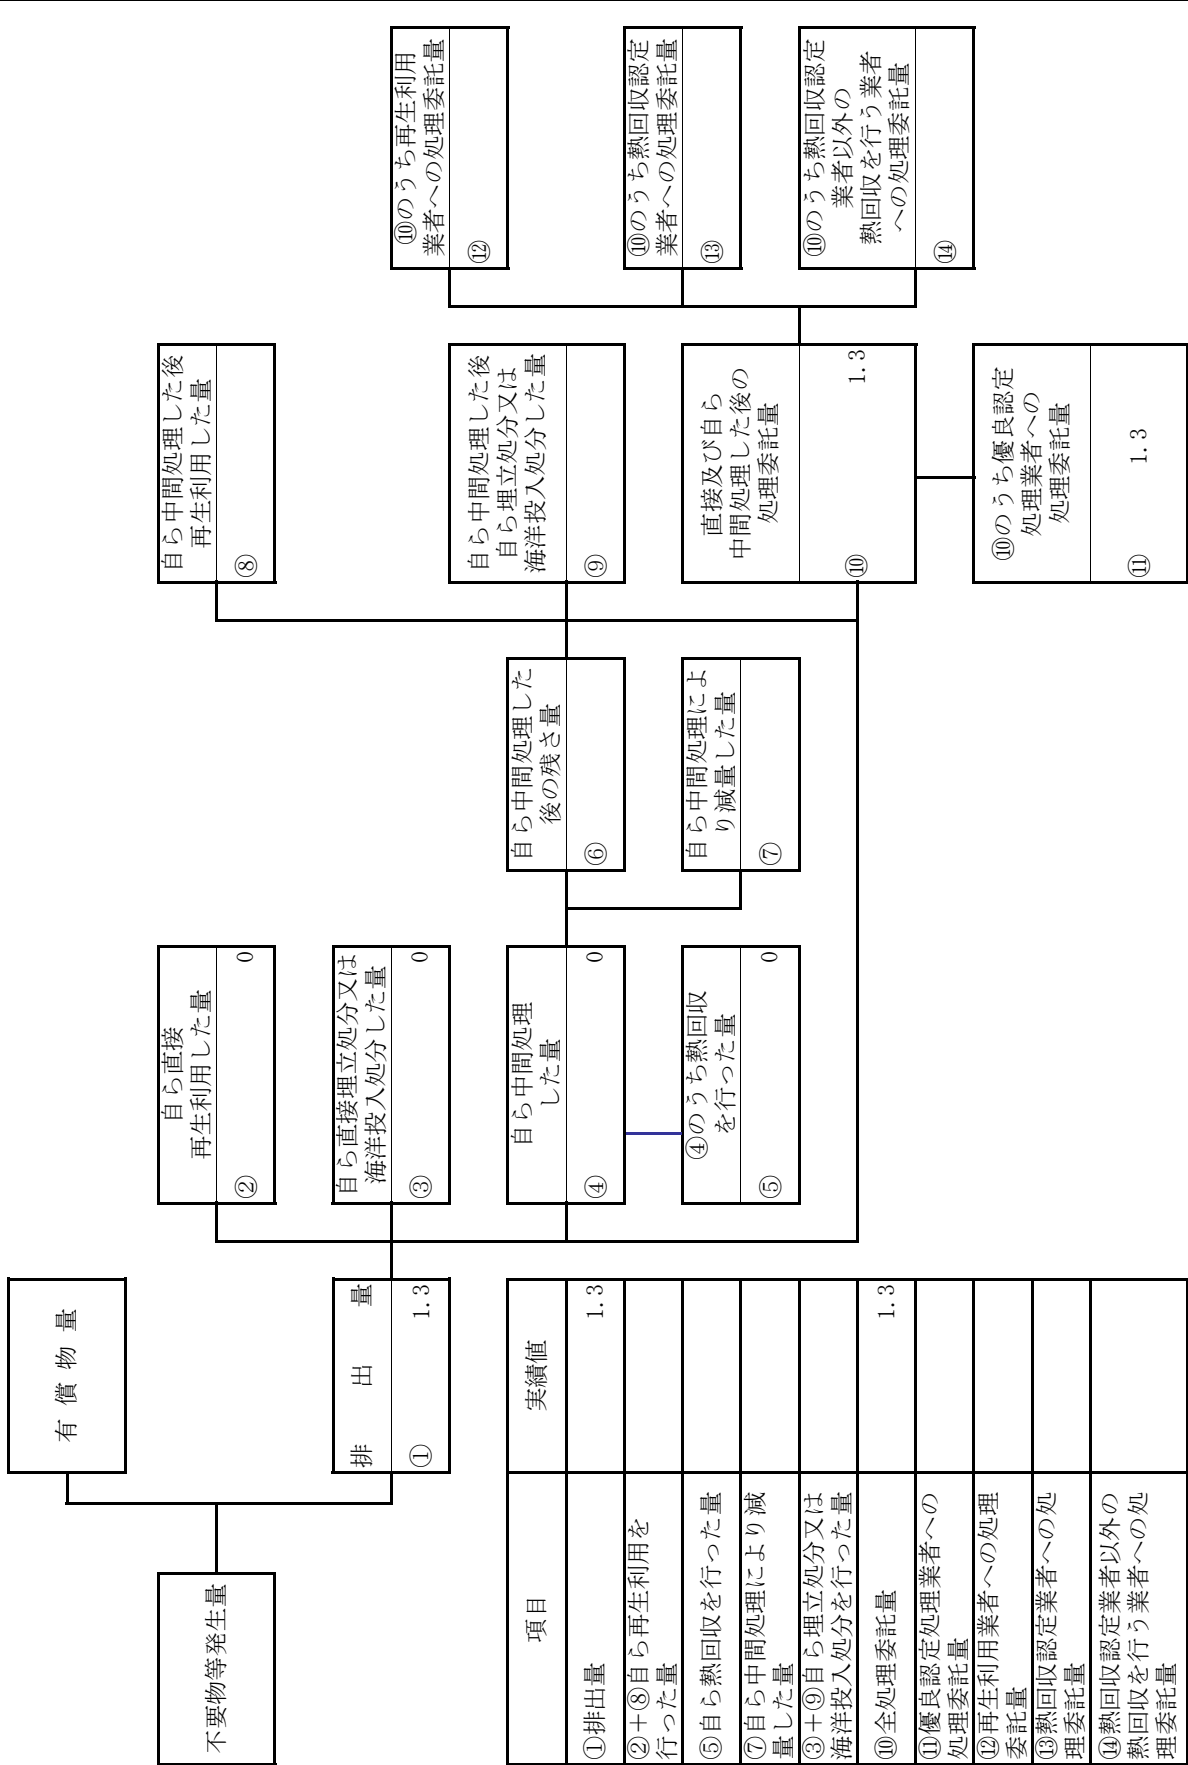 不要物等発生量
有償物量
排出量
① 1.3
自ら直接
再生利用した量
② 0
自ら直接埋立処分又は
海洋投入処分した量
③ 0
自ら中間処理
した量
④ 0
④のうち熱回収
を行った量
⑤ 0
自ら中間処理した
後の残さ量
⑥
自ら中間処理によ
り減量した量
⑦
自ら中間処理した後
再生利用した量
⑧
自ら中間処理した後
自ら埋立処分又は
海洋投入処分した量
⑨
直接及び自ら
中間処理した後の
処理委託量
⑩ 1.3
⑩のうち優良認定
処理業者への
処理委託量
⑪ 1.3
⑩のうち再生利用
業者への処理委託量
⑫
⑩のうち熱回収認定
業者への処理委託量
⑬
⑩のうち熱回収認定
業者以外の
熱回収を行う業者
への処理委託量
⑭
項目 実績値
①排出量 1.3
②+⑧自ら再生利用を
行った量
⑤自ら熱回収を行った量
⑦自ら中間処理により減
量した量
③+⑨自ら埋立処分又は
海洋投入処分を行った量
⑩全処理委託量 1.3
⑪優良認定処理業者への
処理委託量
⑫再生利用業者への処理
委託量
⑬熱回収認定業者への処
理委託量
⑭熱回収認定業者以外の
熱回収を行う業者への処
理委託量